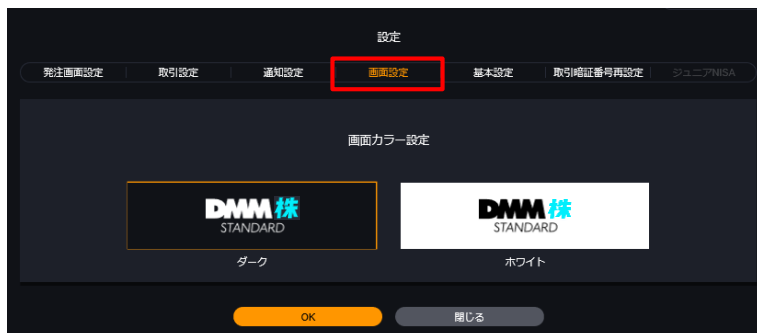 設定
発注画面設定 取引設定 通知設定 画面設定 基本設定 取引暗証番号再設定 ジュニアNISA
画面カラー設定
DMM株 DMM株
STANDARD STANDARD
ダーク ホワイト
OK 閉じる